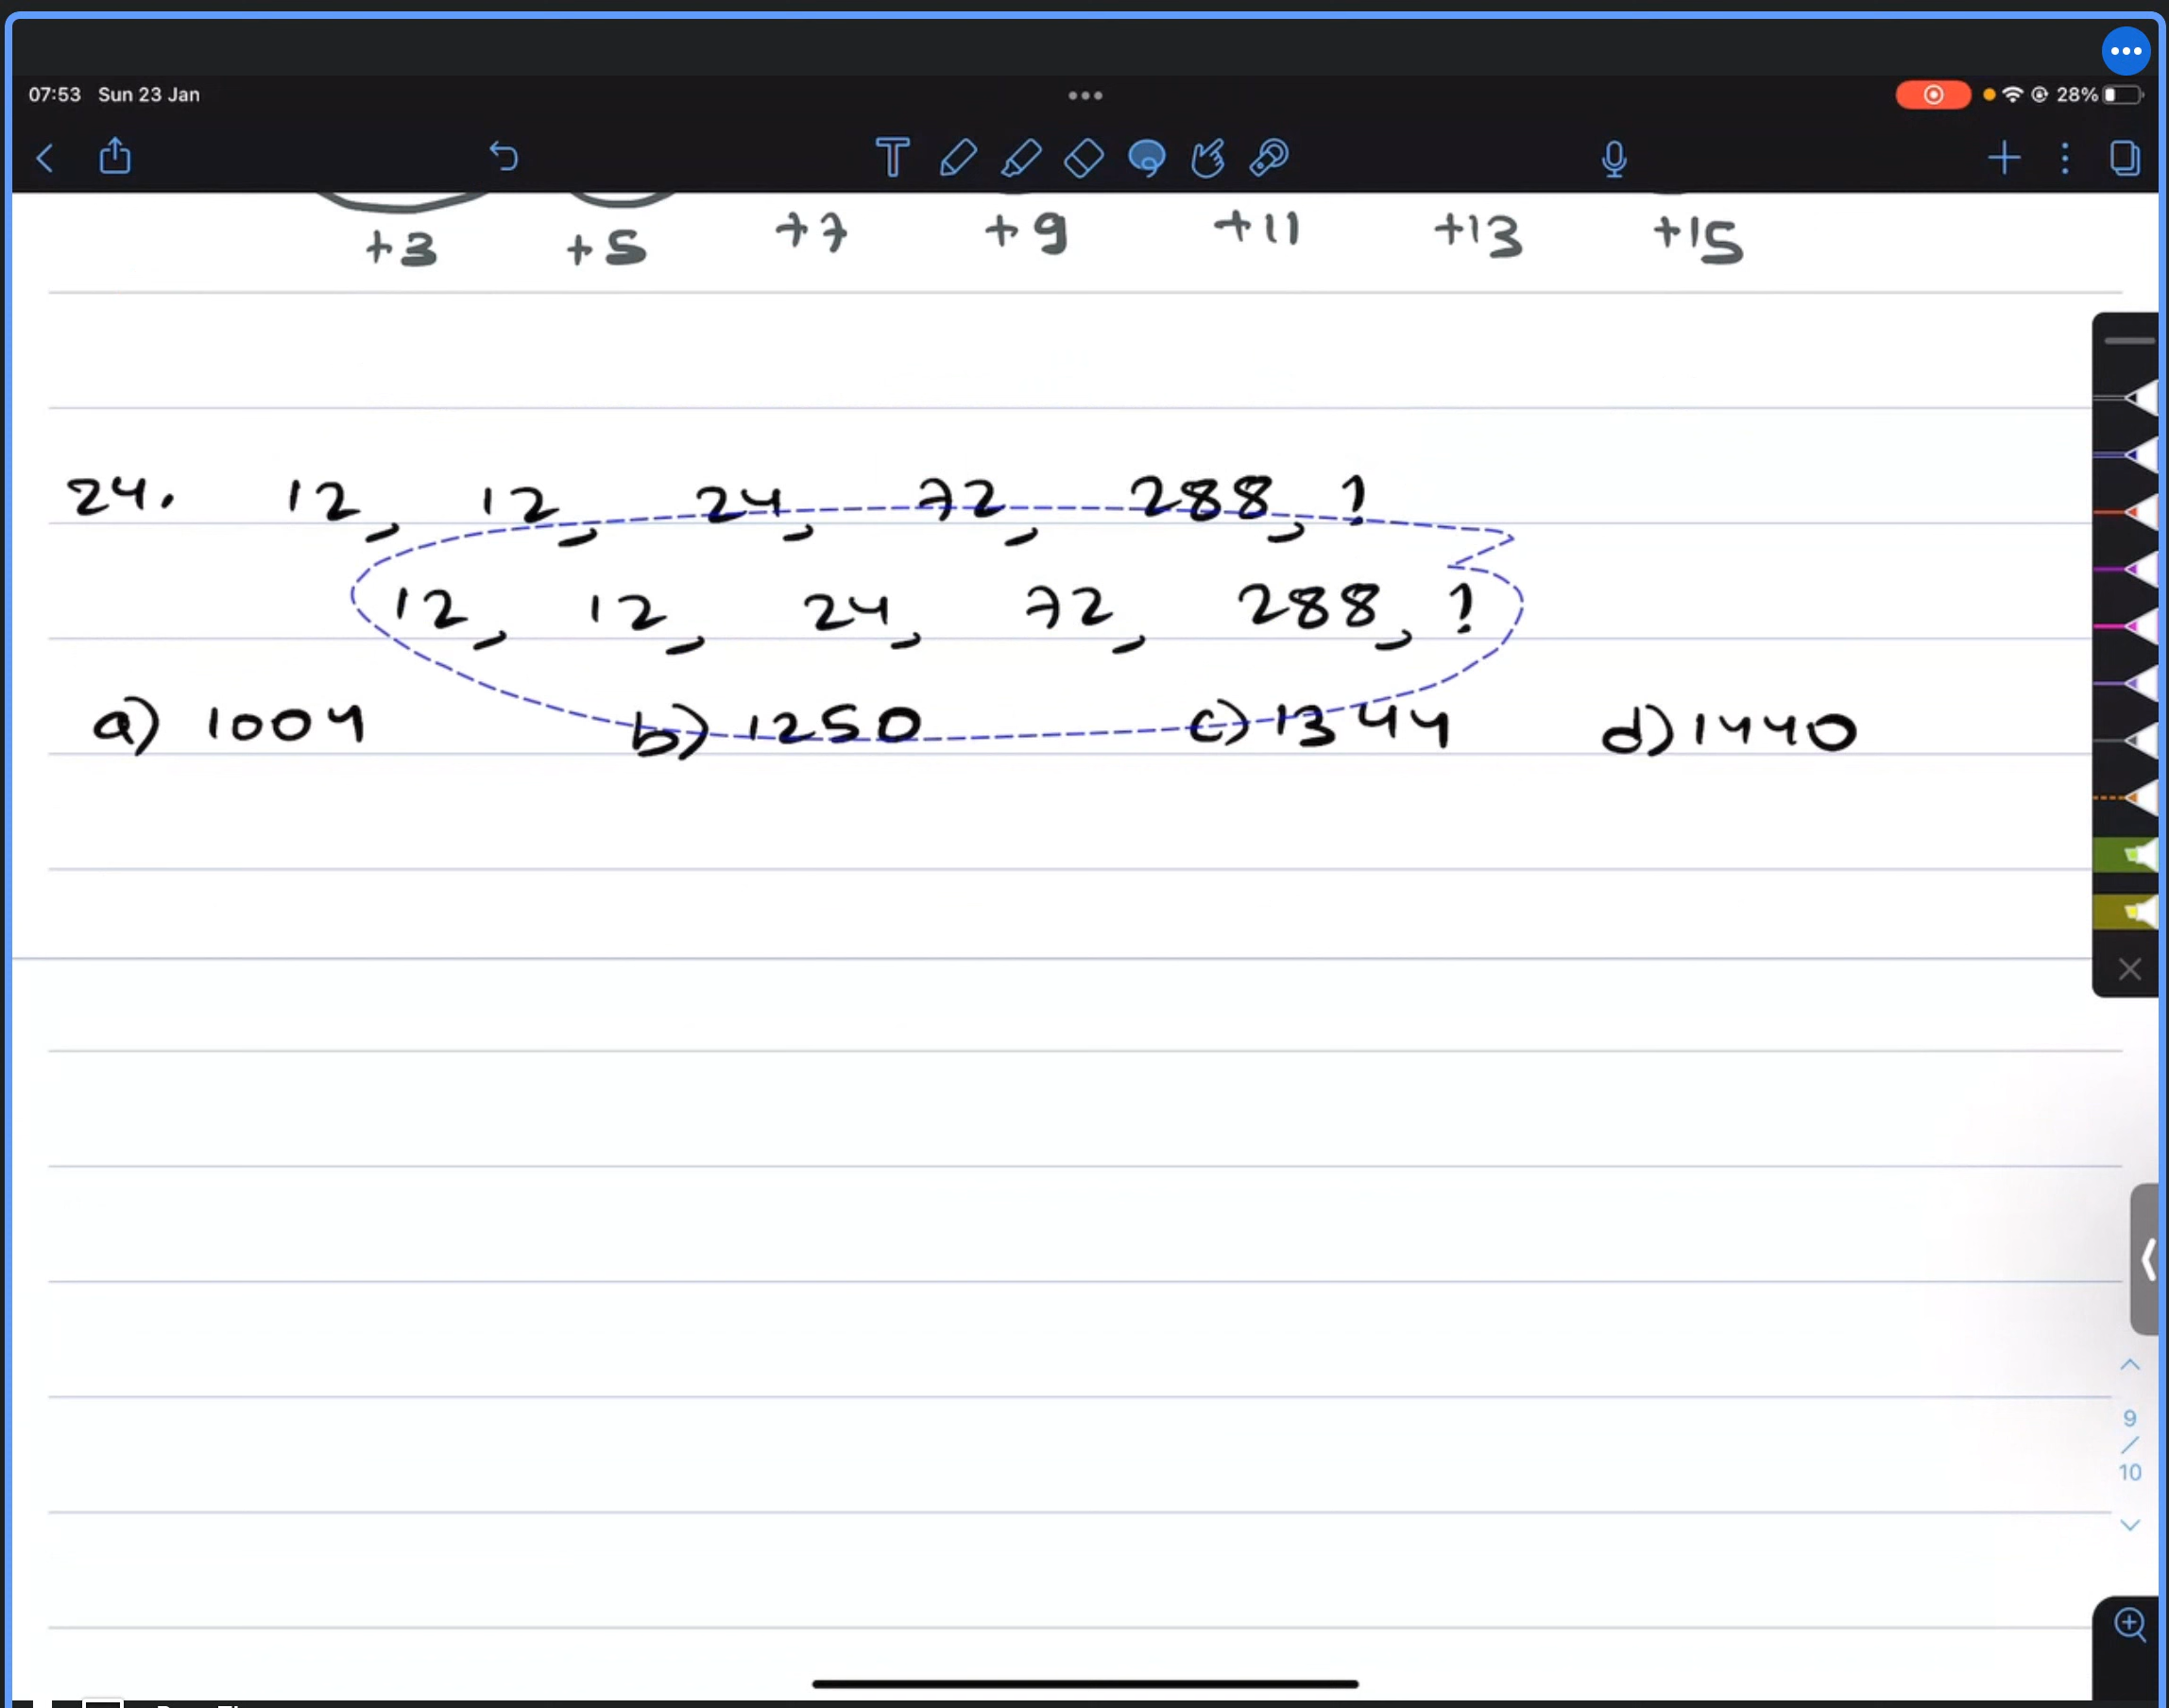 07:53 Sun 23 Jan 28%
+3 +5 +7 +9 +11 +13 +15
24. 12, 12, 24, 72, 288, ?
12, 12, 24, 72, 288, ?
a) 1004 b) 1250 c) 1344 d) 1440
9
/
10